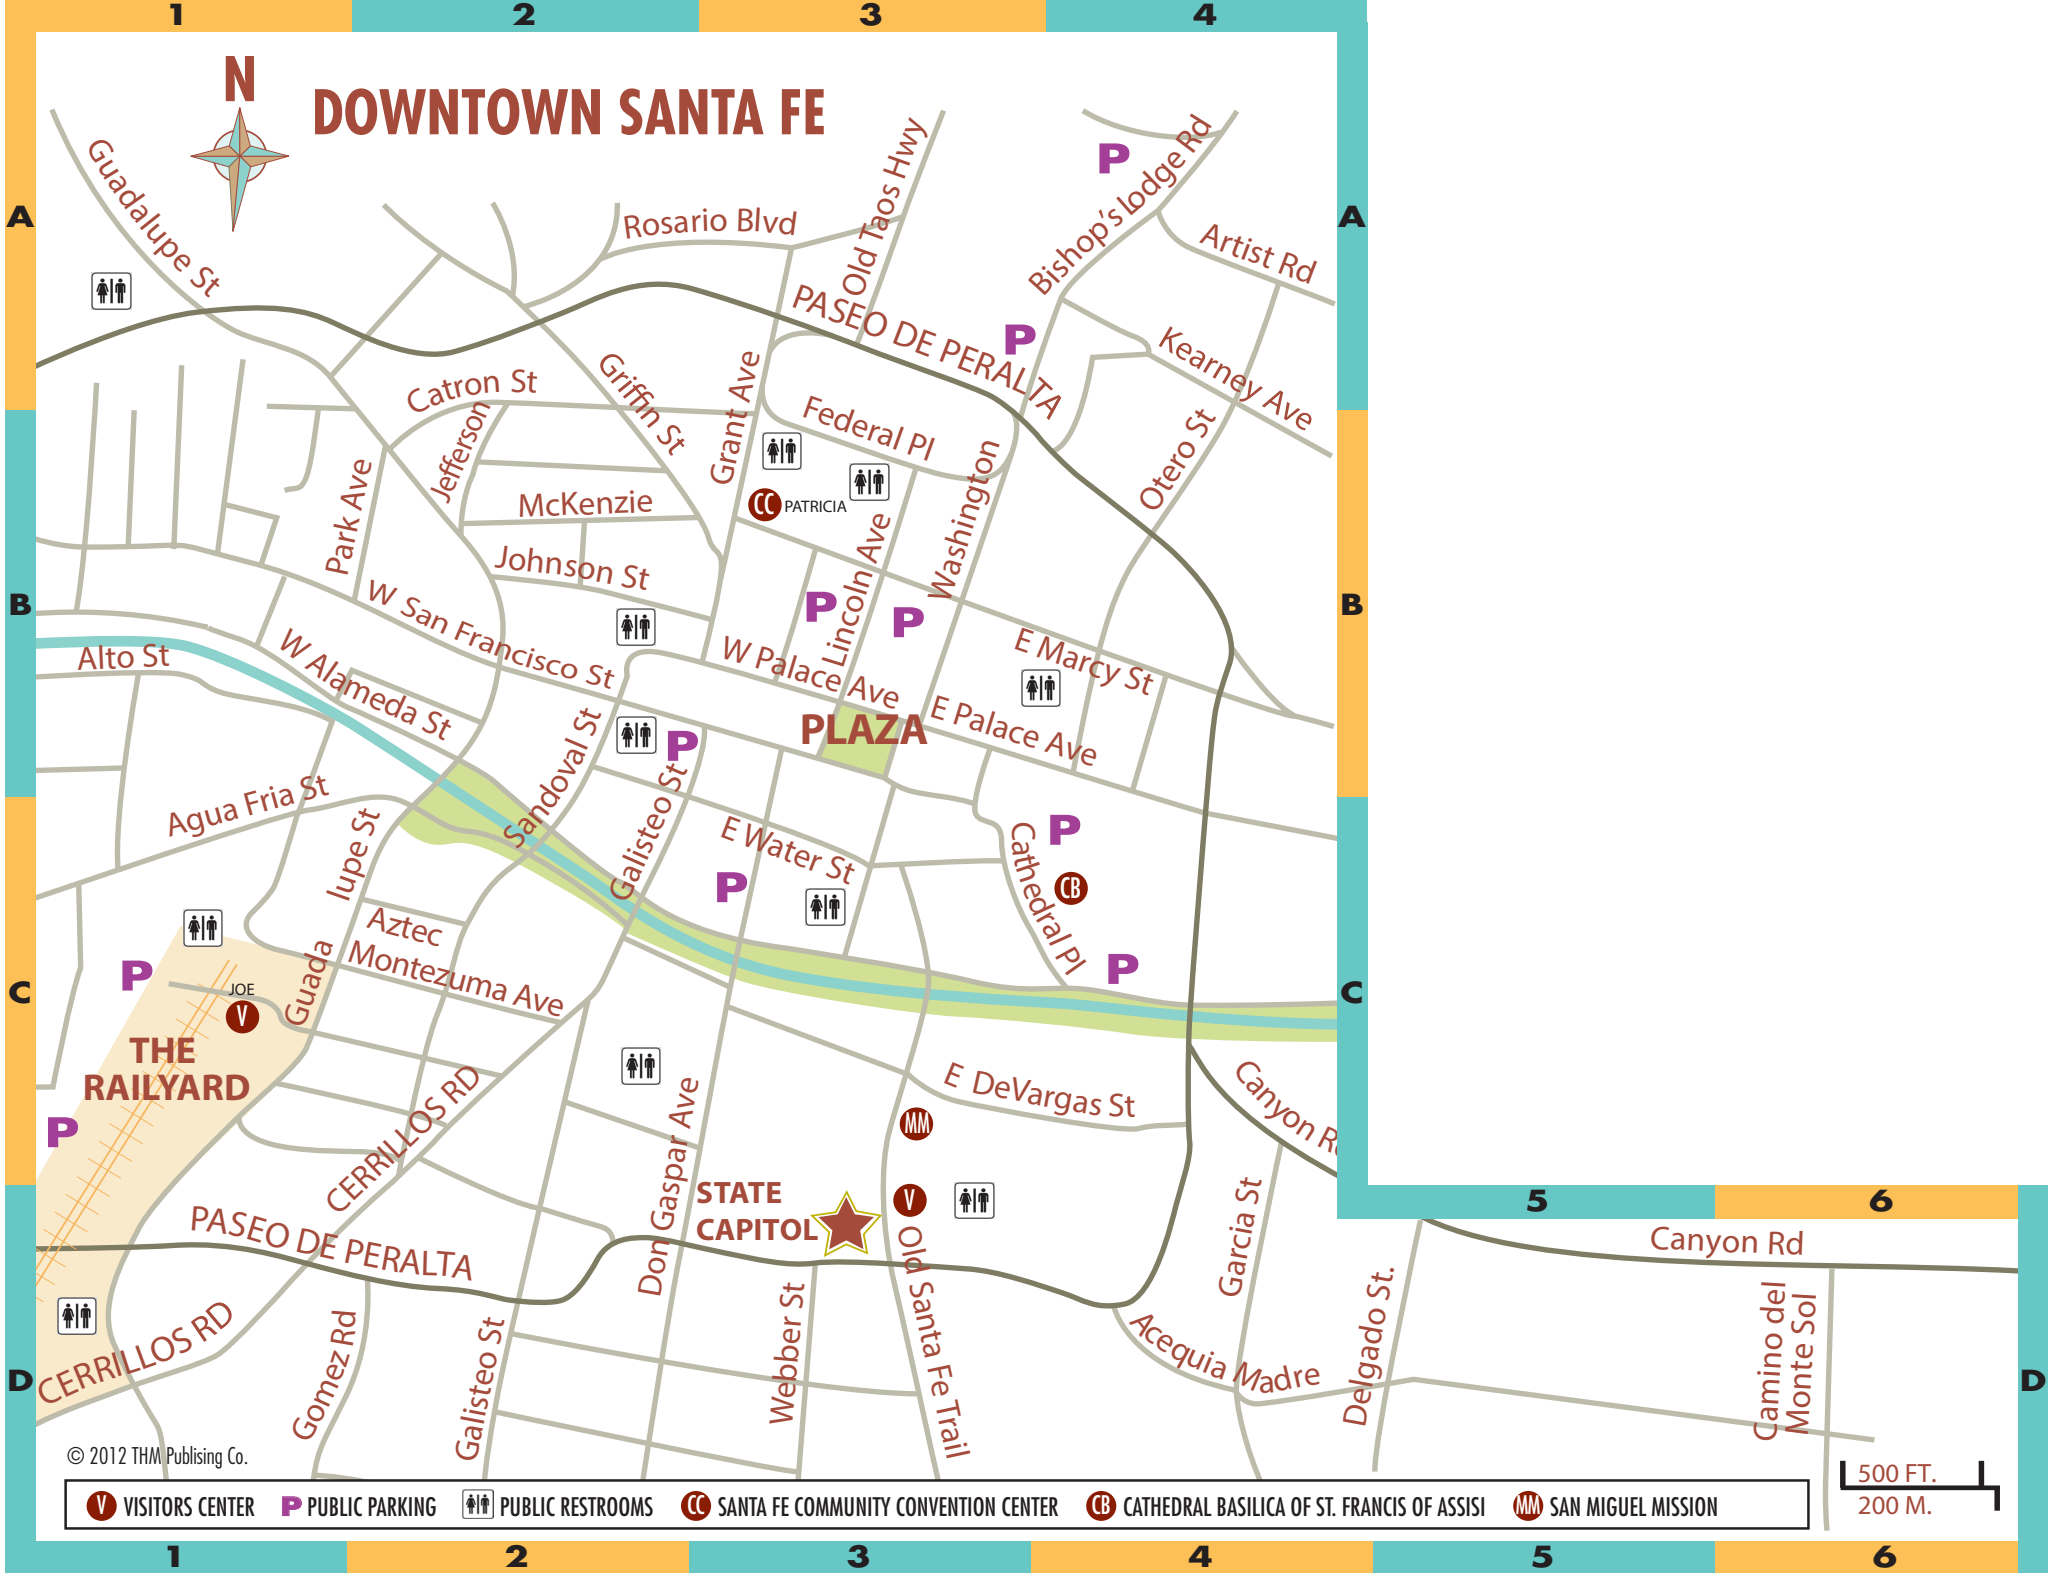 1 2 3 4
N
DOWNTOWN SANTA FE
A
A
Guadalupe St
Rosario Blvd
Old Taos Hwy
P
Bishop's Lodge Rd
Artist Rd
PASEO DE PERALTA
P
Kearney Ave
Catron St
Griffin St
Grant Ave
Federal Pl
Jefferson
Otero St
Park Ave
McKenzie
CC PATRICIA
Lincoln Ave
Washington
Johnson St
B
B
W San Francisco St
P
P
Alto St
W Alameda St
W Palace Ave
E Marcy St
PLAZA
E Palace Ave
Sandoval St
P
Galisteo St
Agua Fria St
lupe St
E Water St
Cathedral Pl
P
P
CB
Aztec
Montezuma Ave
Guada
P
P
C
C
JOE
V
THE
RAILYARD
P
CERRILLOS RD
Don Gaspar Ave
E DeVargas St
MM
Canyon R
STATE
CAPITOL
V
Garcia St
5 6
PASEO DE PERALTA
Old Santa Fe Trail
Canyon Rd
CERRILLOS RD
Gomez Rd
Galisteo St
Webber St
Acequia Madre
Delgado St.
Camino del
Monte Sol
D
D
© 2012 THM Publising Co.
500 FT.
200 M.
V VISITORS CENTER P PUBLIC PARKING PUBLIC RESTROOMS CC SANTA FE COMMUNITY CONVENTION CENTER CB CATHEDRAL BASILICA OF ST. FRANCIS OF ASSISI MM SAN MIGUEL MISSION
1 2 3 4 5 6